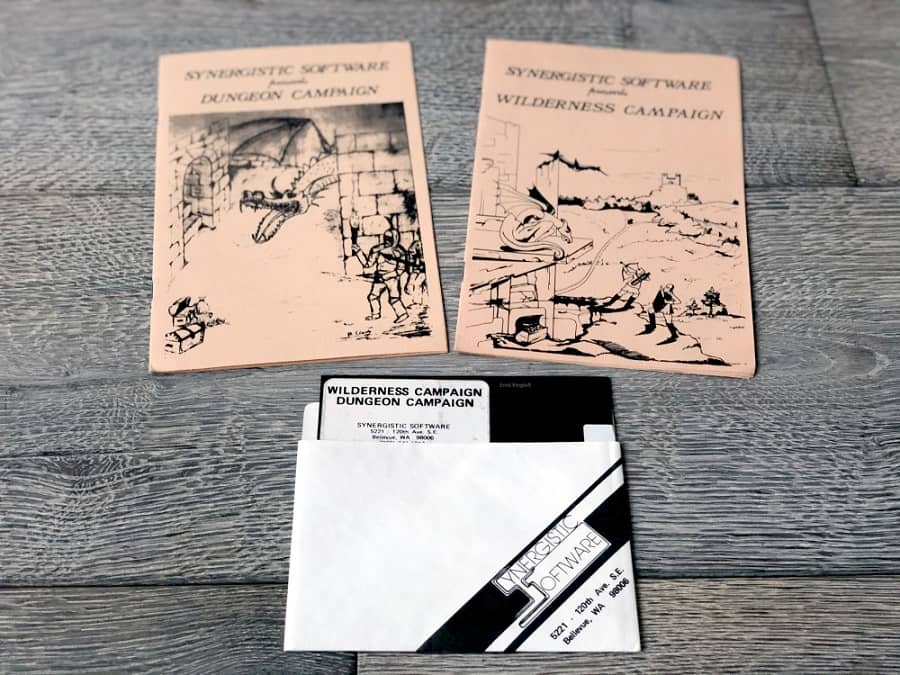 SYNERGISTIC SOFTWARE
presents
DUNGEON CAMPAIGN
SYNERGISTIC SOFTWARE
presents
WILDERNESS CAMPAIGN
WILDERNESS CAMPAIGN
DUNGEON CAMPAIGN
SYNERGISTIC SOFTWARE
5221 - 120th Ave. S.E.
Bellevue, WA 98006
SYNERGISTIC
SOFTWARE
5221 - 120th Ave. S.E.
Bellevue, WA 98006